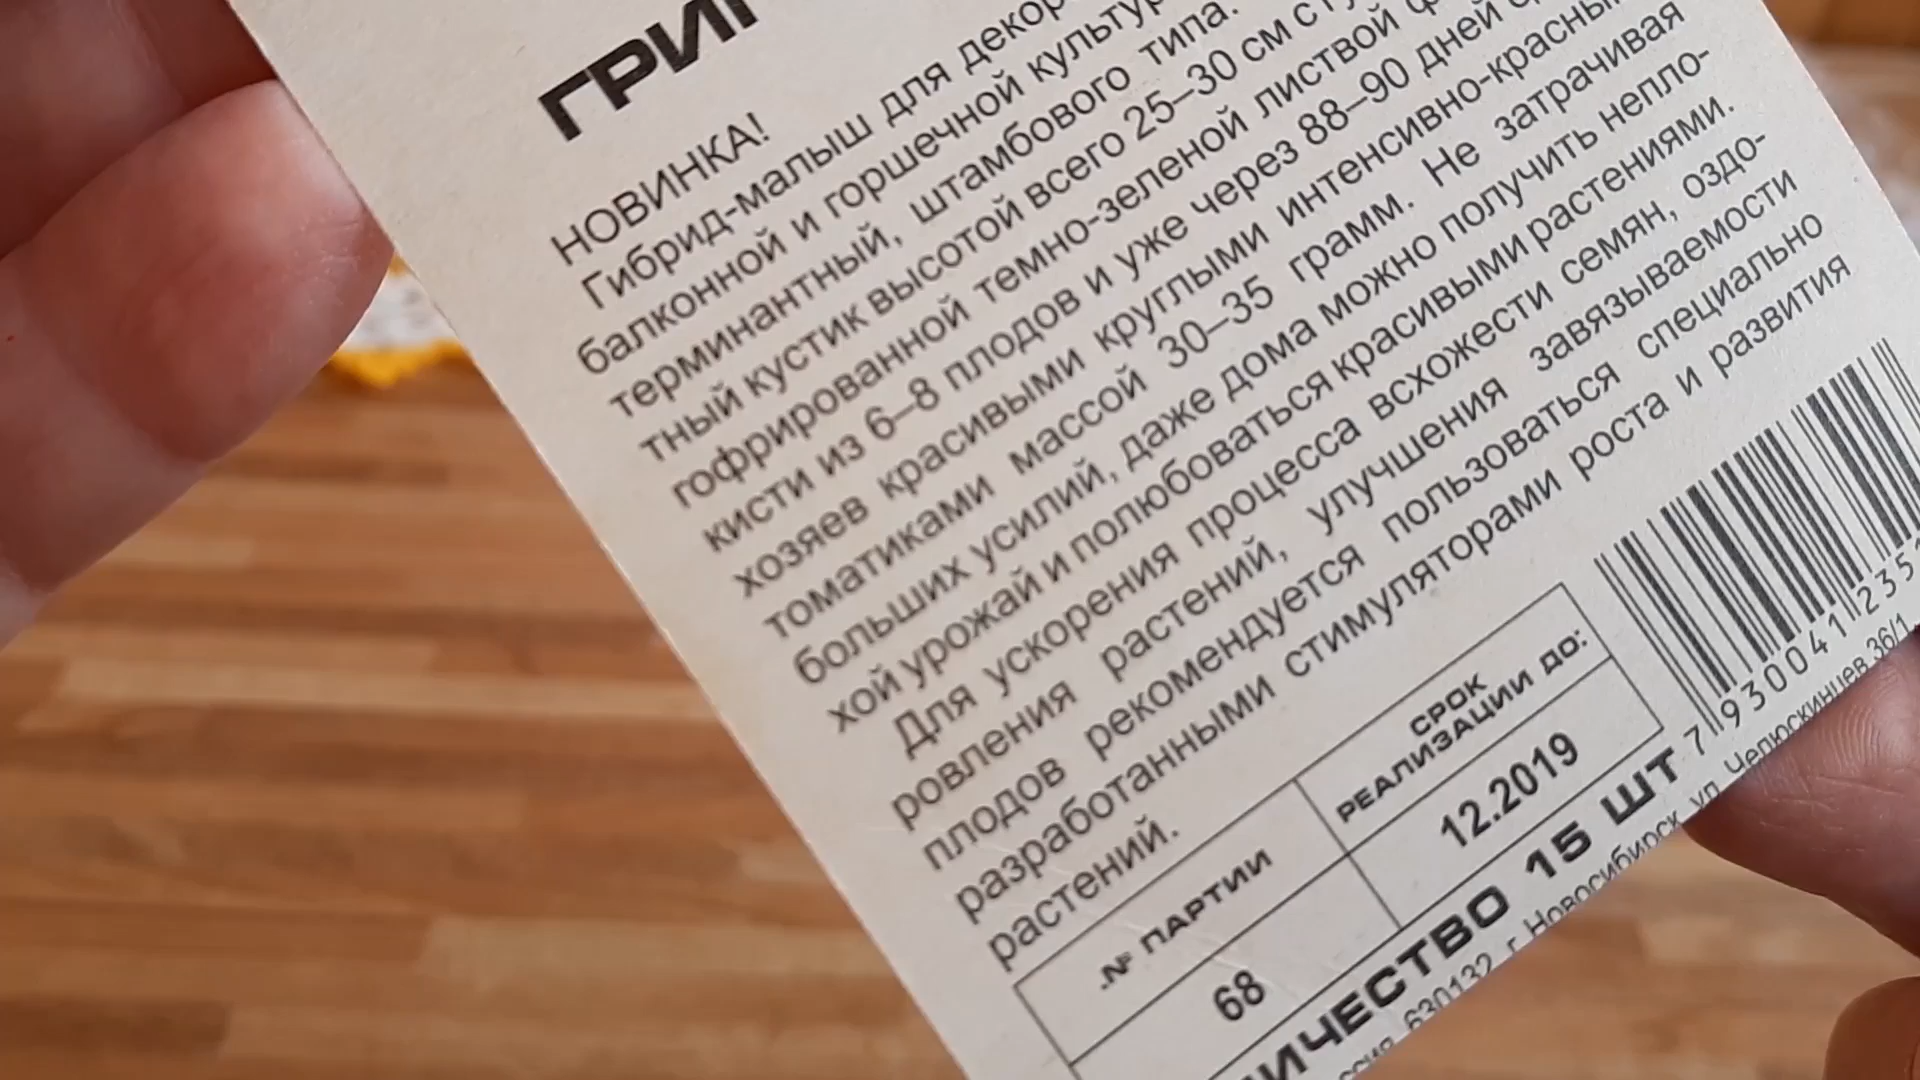 НОВИНКА!
Гибрид-малыш для
балконной и горшечной
терминантный, штамбового типа.
тный кустик высотой всего 25–30 см с
гофрированной темно-зеленой листвой
кисти из 6–8 плодов и уже через 88–90 дней
хозяев красивыми круглыми интенсивно-красными
томатиками массой 30–35 грамм. Не затрачивая
больших усилий, даже дома можно получить непло-
хой урожай и полюбоваться красивыми растениями.
Для ускорения процесса всхожести семян, оздо-
ровления растений, улучшения завязываемости
плодов рекомендуется пользоваться специально
разработанными стимуляторами роста и развития
растений.
№ ПАРТИИ
68
СРОК
РЕАЛИЗАЦИИ ДО:
12.2019
ИЧЕСТВО 15 ШТ
630132, г. Новосибирск, ул. Челюскинцев 36/1
7930041235